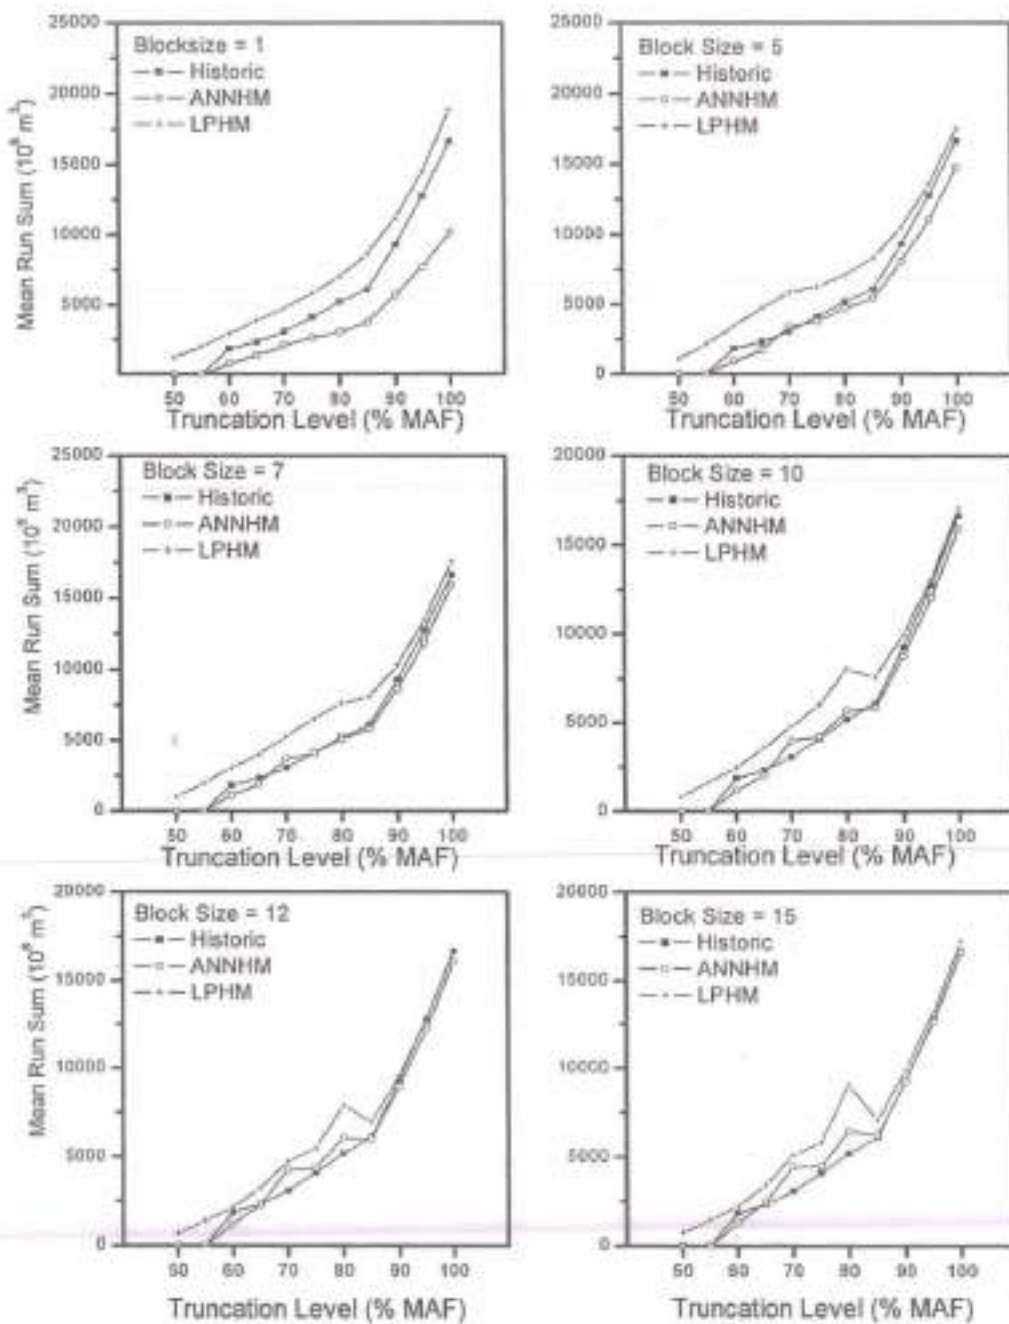 25000
20000
15000
10000
5000
Mean Run Sum (10⁶ m³)
Blocksize = 1
Historic
ANNHM
LPHM
50 60 70 80 90 100
Truncation Level (% MAF)
25000
20000
15000
10000
5000
0
Block Size = 5
Historic
ANNHM
LPHM
50 60 70 80 90 100
Truncation Level (% MAF)
25000
20000
15000
10000
5000
0
Mean Run Sum (10⁶ m³)
Block Size = 7
Historic
ANNHM
LPHM
50 60 70 80 90 100
Truncation Level (% MAF)
20000
15000
10000
5000
0
Block Size = 10
Historic
ANNHM
LPHM
50 60 70 80 90 100
Truncation Level (% MAF)
20000
15000
10000
5000
0
Mean Run Sum (10⁶ m³)
Block Size = 12
Historic
ANNHM
LPHM
50 60 70 80 90 100
Truncation Level (% MAF)
20000
15000
10000
5000
0
Block Size = 15
Historic
ANNHM
LPHM
50 60 70 80 90 100
Truncation Level (% MAF)